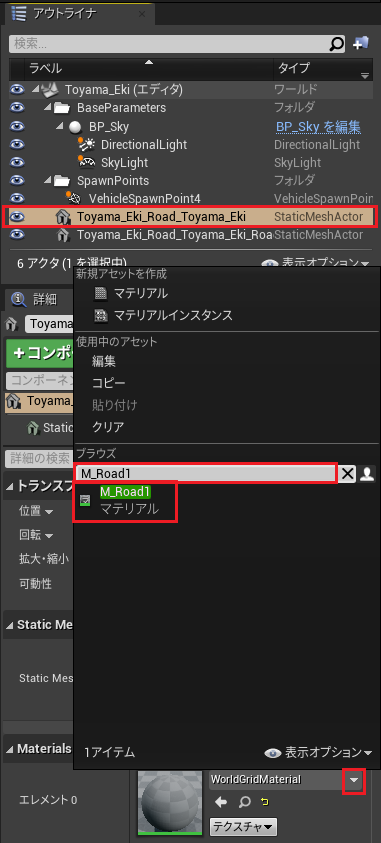 アウトライナ
検索...
ラベル タイプ
Toyama_Eki (エディタ) ワールド
BaseParameters フォルダ
BP_Sky BP_Sky を編集
DirectionalLight DirectionalLight
SkyLight SkyLight
SpawnPoints フォルダ
VehicleSpawnPoint4 VehicleSpawnPoint
Toyama_Eki_Road_Toyama_Eki StaticMeshActor
Toyama_Eki_Road_Toyama_Eki_Roa StaticMeshActor
6 アクタ (1 を選択中) 表示オプション
新規アセットを作成
マテリアル
マテリアルインスタンス
使用中のアセット
編集
コピー
貼り付け
クリア
ブラウズ
M_Road1
M_Road1
マテリアル
1アイテム 表示オプション
詳細
Toyam
+コンポ
コンポーネン
Toyama_
Static
詳細の検索
トランスフ
位置
回転
拡大・縮小
可動性
Static Me
Static Mes
Materials
エレメント 0
WorldGridMaterial
テクスチャ